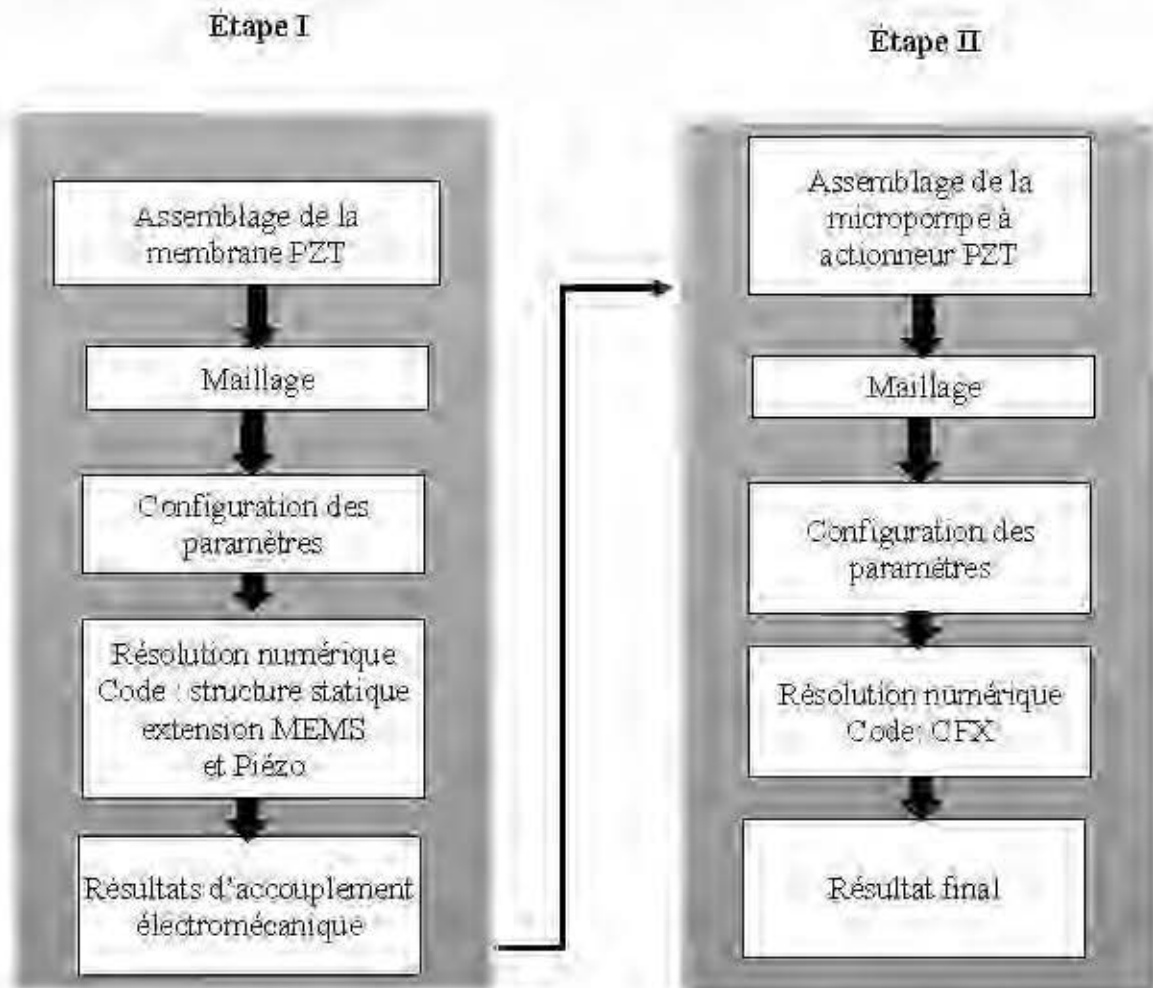 Étape I
Assemblage de la
membrane PZT
Maillage
Configuration des
paramètres
Résolution numérique
Code : structure statique
extension MEMS
et Piézo
Résultats d'accouplement
électromécanique
Étape II
Assemblage de la
micropompe à
actionneur PZT
Maillage
Configuration des
paramètres
Résolution numérique
Code: CFX
Résultat final